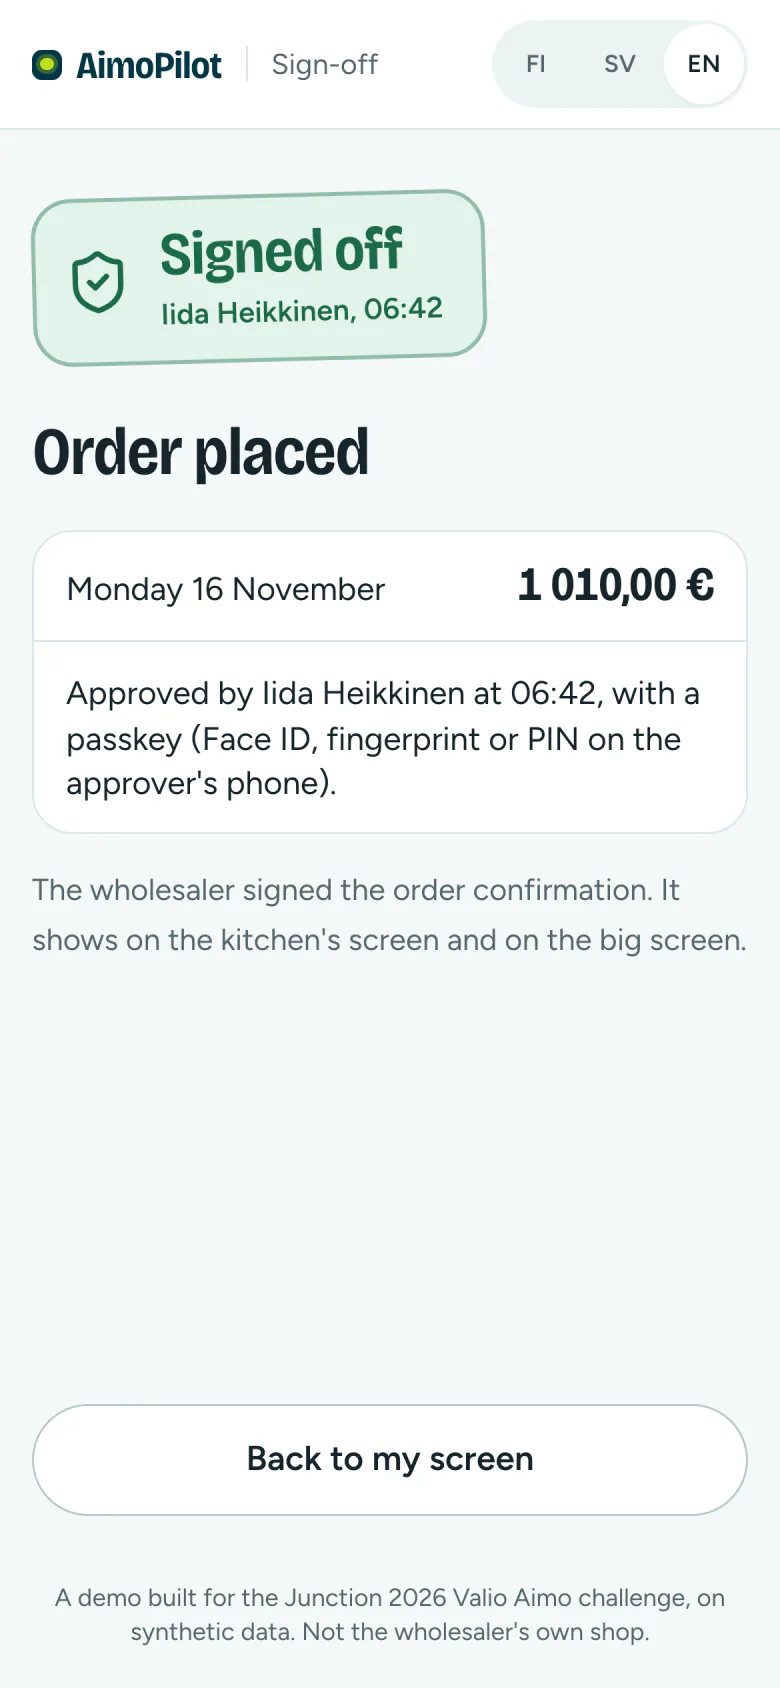 AimoPilot
Sign-off
FI
SV
EN
Signed off
Iida Heikkinen, 06:42
Order placed
Monday 16 November
1 010,00 €
Approved by Iida Heikkinen at 06:42, with a
passkey (Face ID, fingerprint or PIN on the
approver's phone).
The wholesaler signed the order confirmation. It
shows on the kitchen's screen and on the big screen.
Back to my screen
A demo built for the Junction 2026 Valio Aimo challenge, on
synthetic data. Not the wholesaler's own shop.